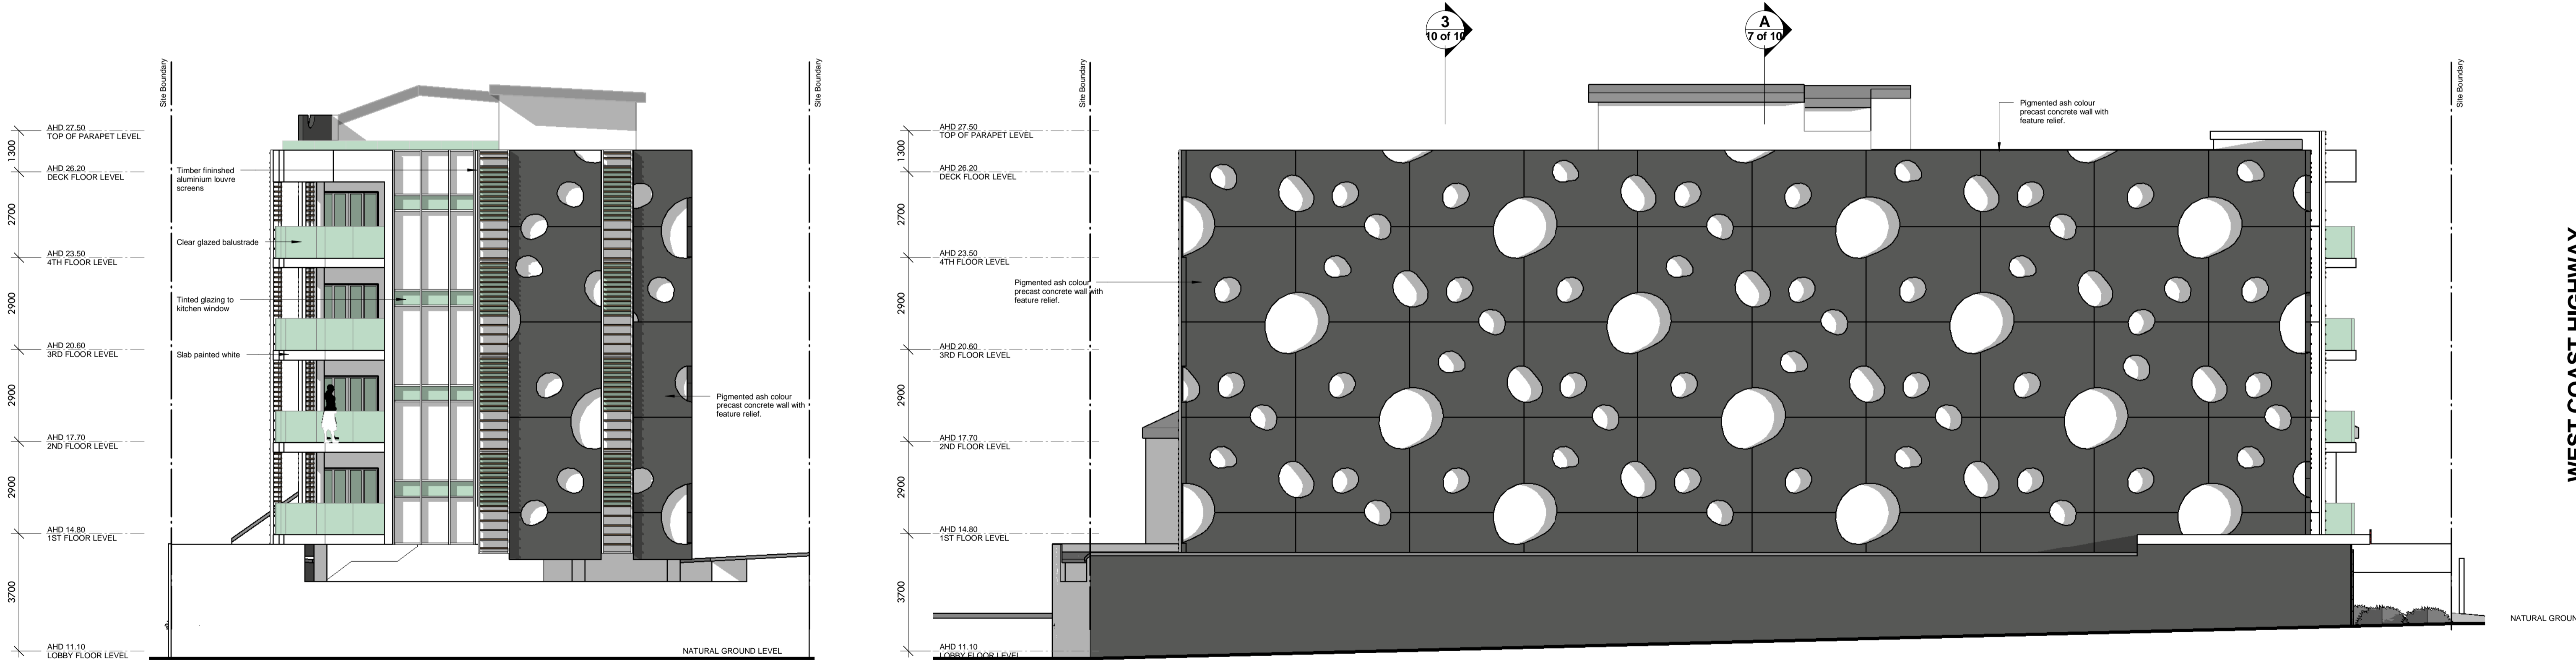 Site Boundary
Site Boundary
AHD 27.50
TOP OF PARAPET LEVEL
1300
AHD 26.20
DECK FLOOR LEVEL
2700
AHD 23.50
4TH FLOOR LEVEL
2900
AHD 20.60
3RD FLOOR LEVEL
2900
AHD 17.70
2ND FLOOR LEVEL
2900
AHD 14.80
1ST FLOOR LEVEL
3700
AHD 11.10
LOBBY FLOOR LEVEL
Timber fininshed
aluminium louvre
screens
Clear glazed balustrade
Tinted glazing to
kitchen window
Slab painted white
Pigmented ash colour
precast concrete wall with
feature relief.
NATURAL GROUND LEVEL
3
10 of 10
A
7 of 10
Site Boundary
Site Boundary
AHD 27.50
TOP OF PARAPET LEVEL
1300
AHD 26.20
DECK FLOOR LEVEL
2700
AHD 23.50
4TH FLOOR LEVEL
2900
AHD 20.60
3RD FLOOR LEVEL
2900
AHD 17.70
2ND FLOOR LEVEL
2900
AHD 14.80
1ST FLOOR LEVEL
3700
AHD 11.10
LOBBY FLOOR LEVEL
Pigmented ash colour
precast concrete wall with
feature relief.
Pigmented ash colour
precast concrete wall with
feature relief.
WEST COAST HIGHWAY
NATURAL GROUN